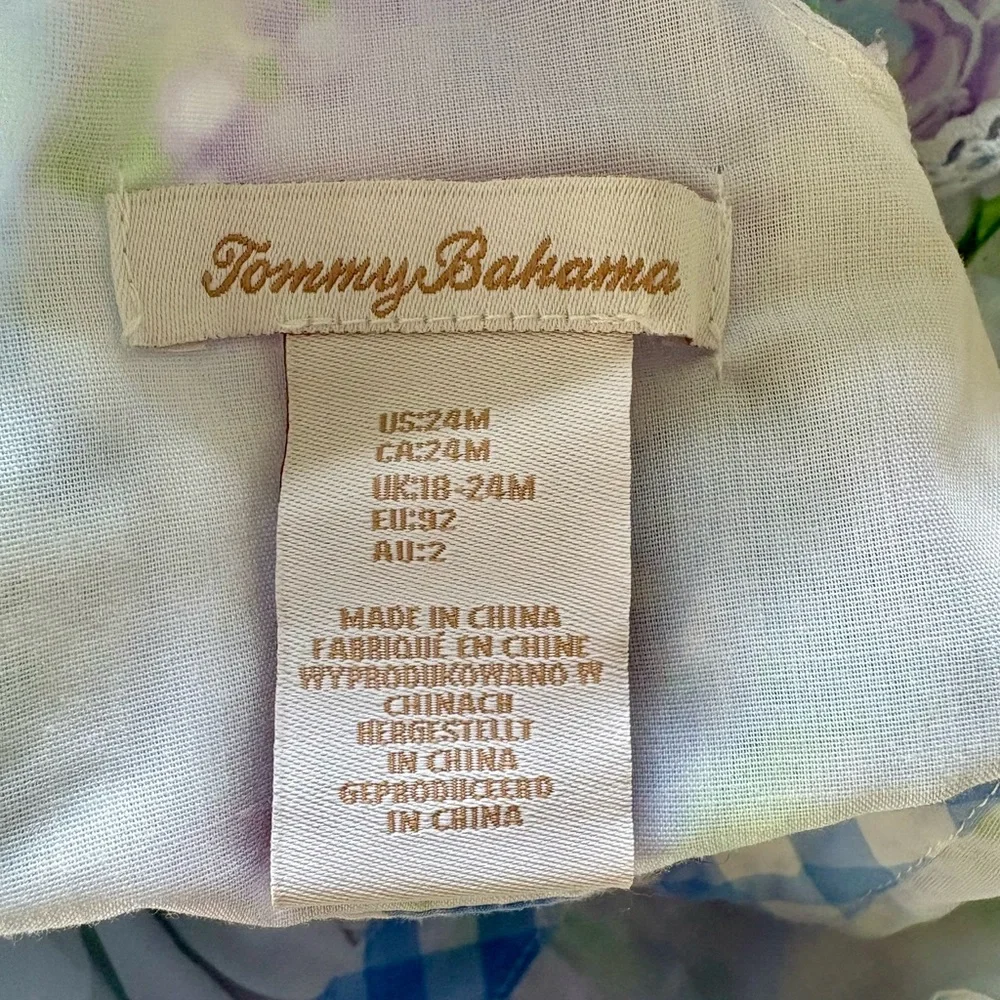 Tommy Bahama
US:24M
CA:24M
UK:18-24M
EU:92
AU:2
MADE IN CHINA
FABRIQUÉ EN CHINE
WYPRODUKOWANO W
CHINACH
HERGESTELLT
IN CHINA
GEPRODUCEERD
IN CHINA